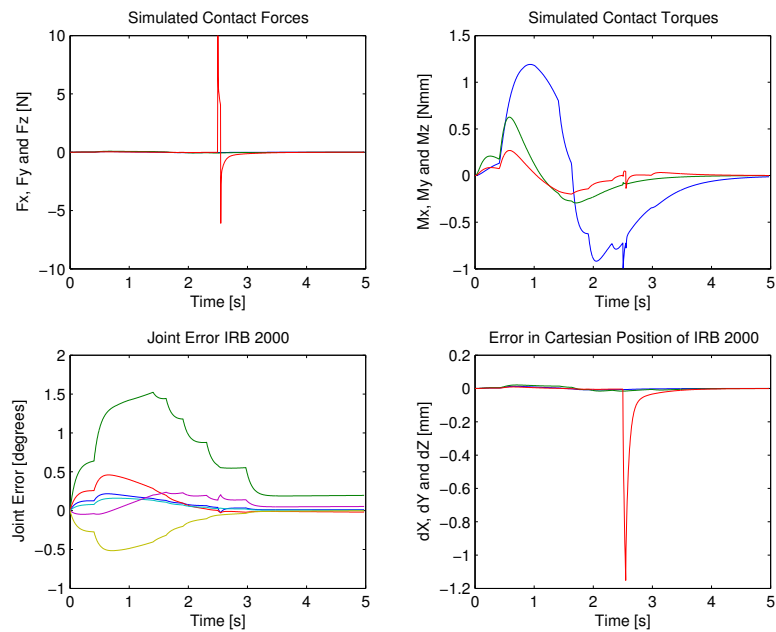 Simulated Contact Forces
Fx, Fy and Fz [N]
10
5
0
−5
−10
0 1 2 3 4 5
Time [s]
Simulated Contact Torques
Mx, My and Mz [Nmm]
1.5
1
0.5
0
−0.5
−1
0 1 2 3 4 5
Time [s]
Joint Error IRB 2000
Joint Error [degrees]
2
1.5
1
0.5
0
−0.5
−1
0 1 2 3 4 5
Time [s]
Error in Cartesian Position of IRB 2000
dX, dY and dZ [mm]
0.2
0
−0.2
−0.4
−0.6
−0.8
−1
−1.2
0 1 2 3 4 5
Time [s]